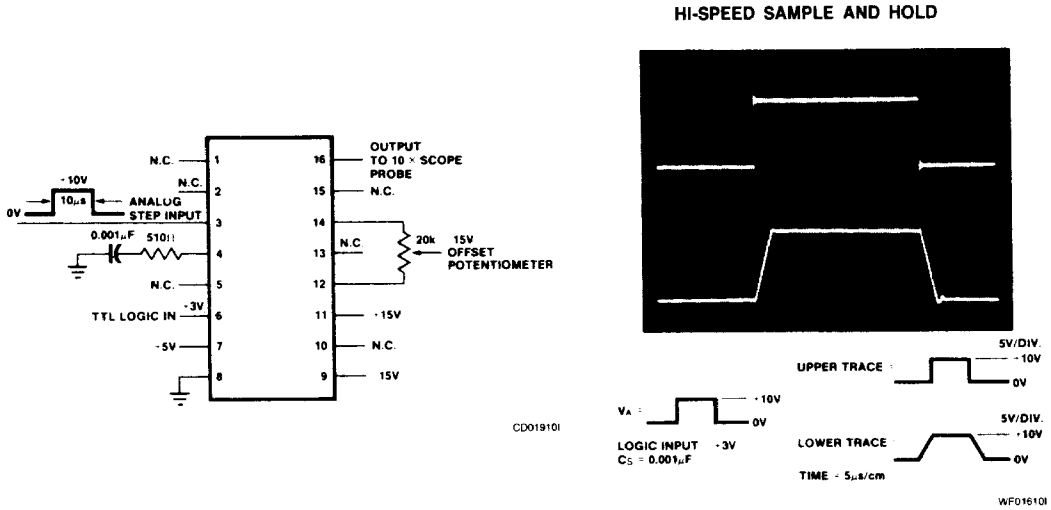 HI-SPEED SAMPLE AND HOLD
N.C.
1
N.C.
2
-10V
10μs
0V
ANALOG
STEP INPUT
3
0.001μF
510Ω
4
N.C.
5
TTL LOGIC IN
-3V
6
-5V
7
8
16
OUTPUT
TO 10 × SCOPE
PROBE
15
N.C.
14
N.C.
13
20k
15V
OFFSET
POTENTIOMETER
12
11
-15V
10
N.C.
9
15V
CD01910I
VA =
-10V
0V
LOGIC INPUT -3V
CS = 0.001μF
UPPER TRACE
5V/DIV.
-10V
0V
LOWER TRACE
5V/DIV.
-10V
0V
TIME - 5μs/cm
WF01610I